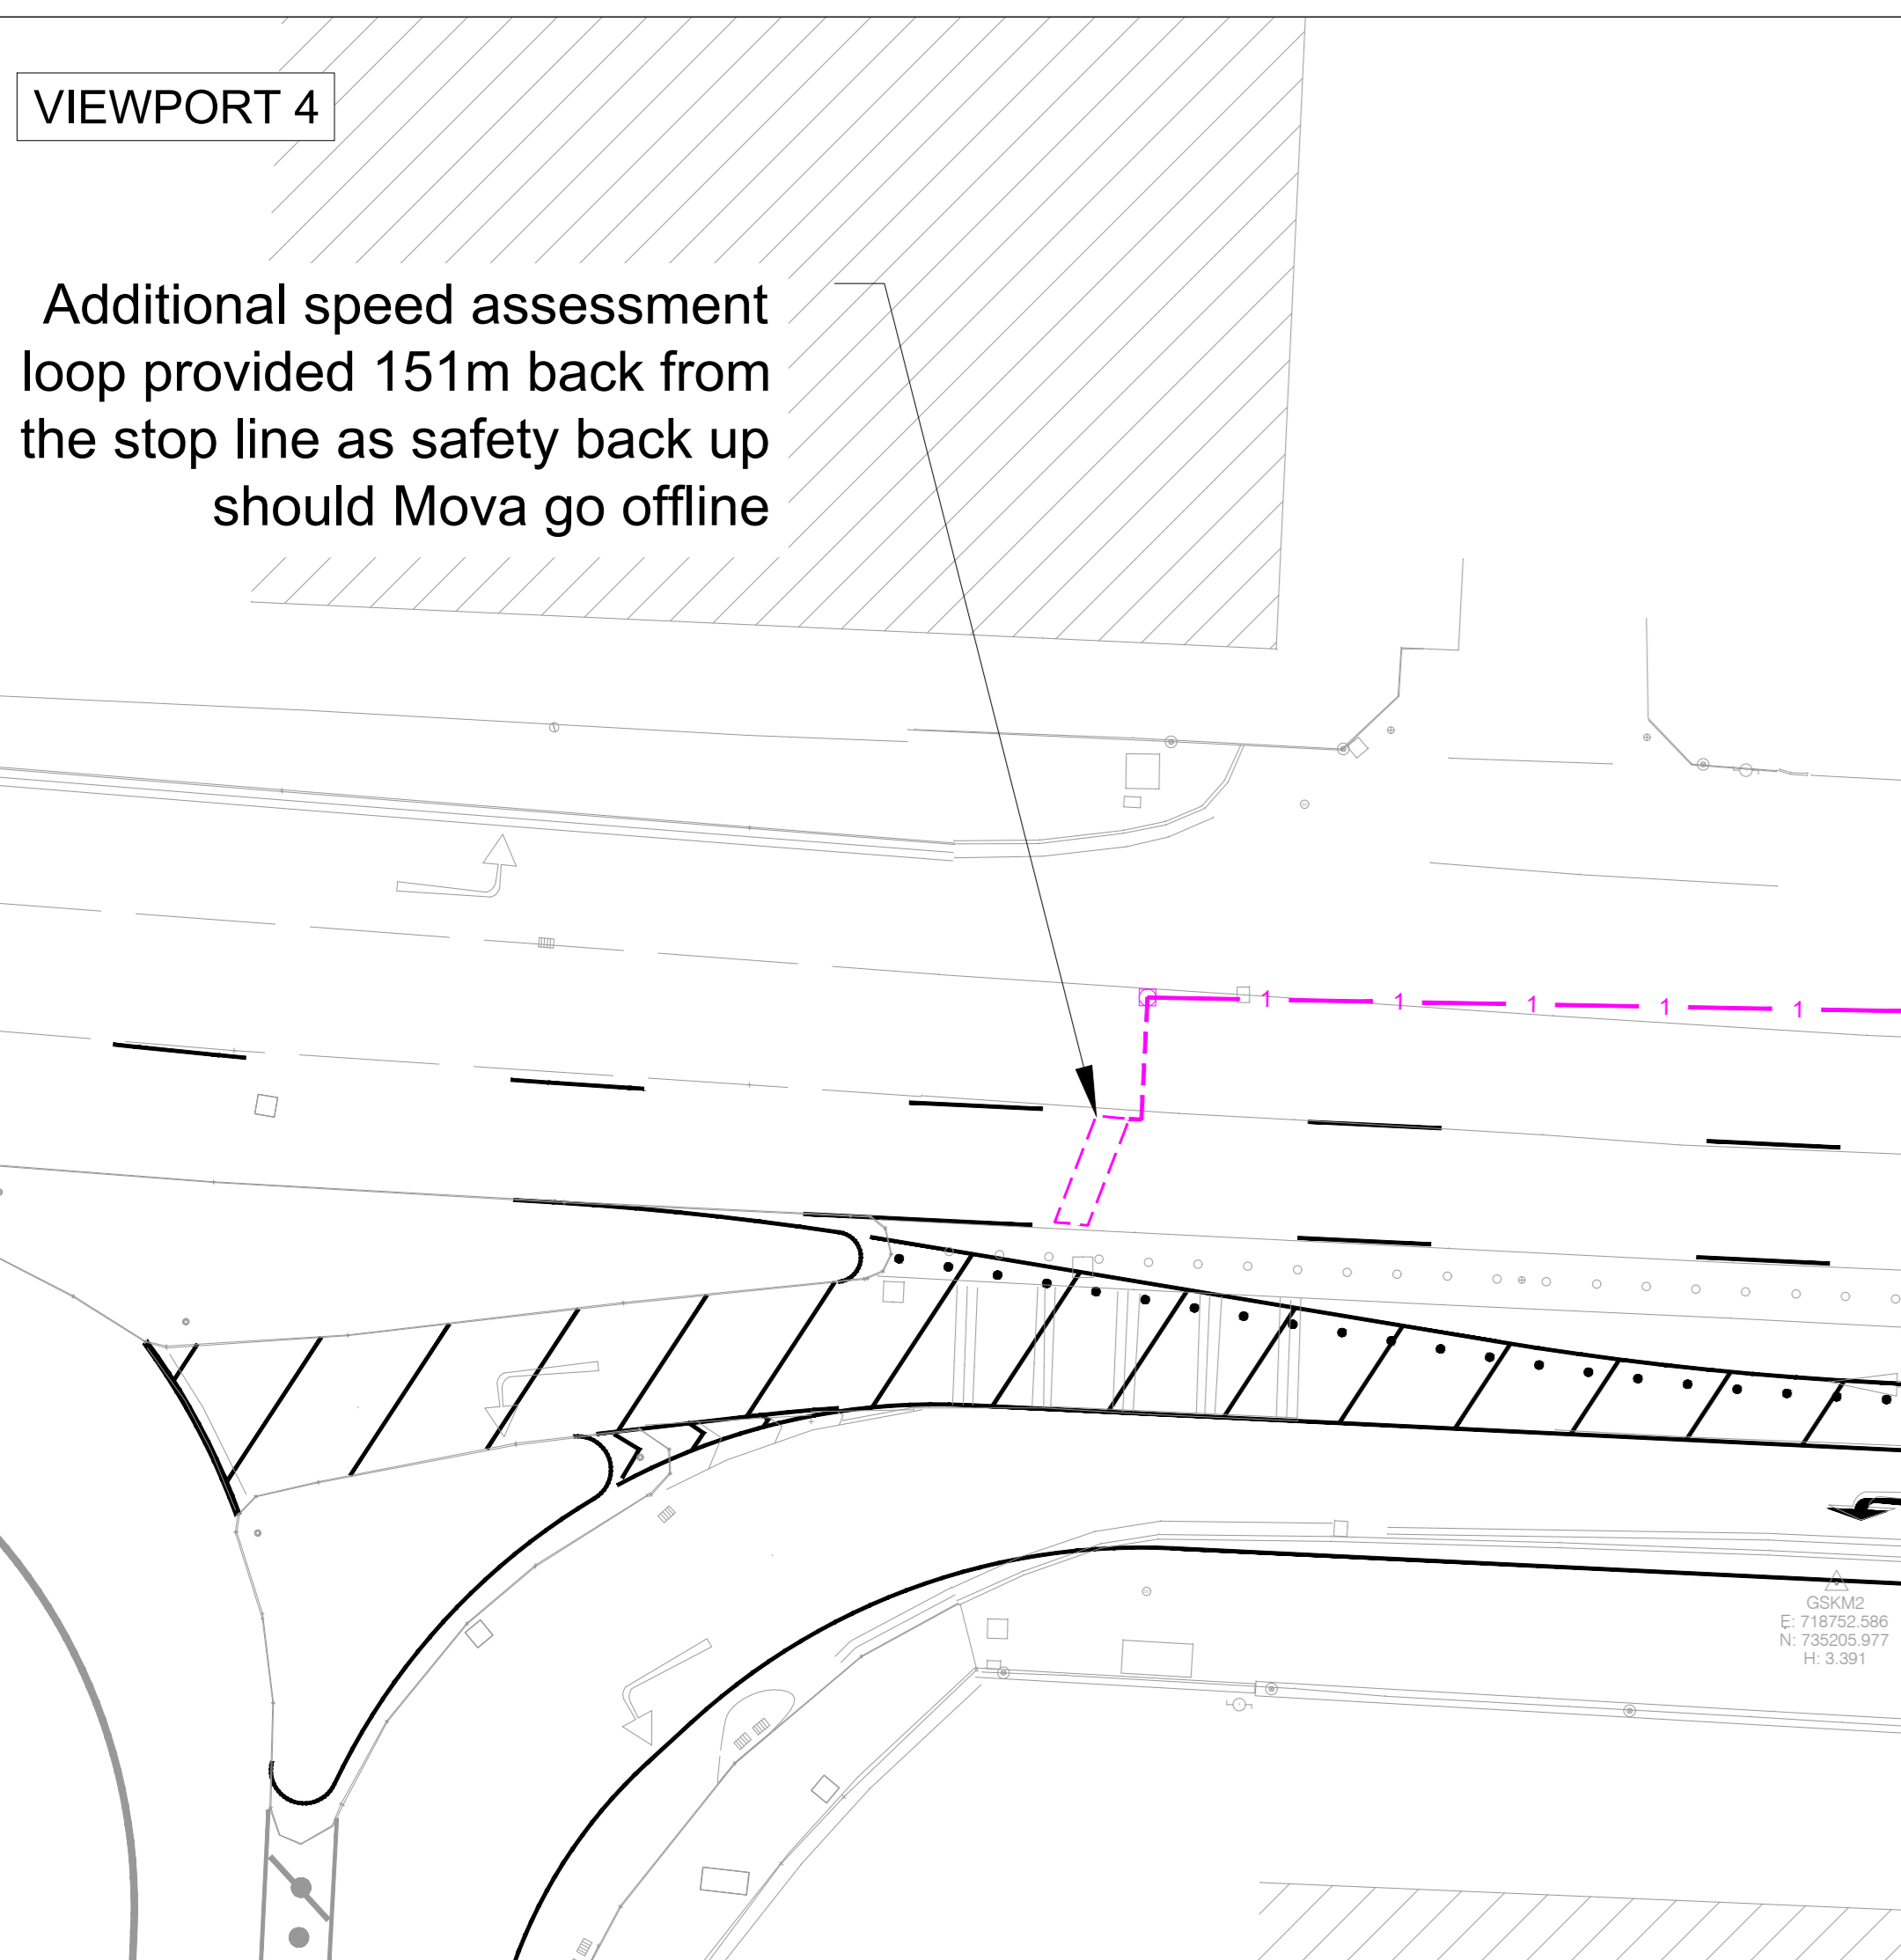 VIEWPORT 4
Additional speed assessment
loop provided 151m back from
the stop line as safety back up
should Mova go offline
1 1 1 1 1
GSKM2
E: 718752.586
N: 735205.977
H: 3.391